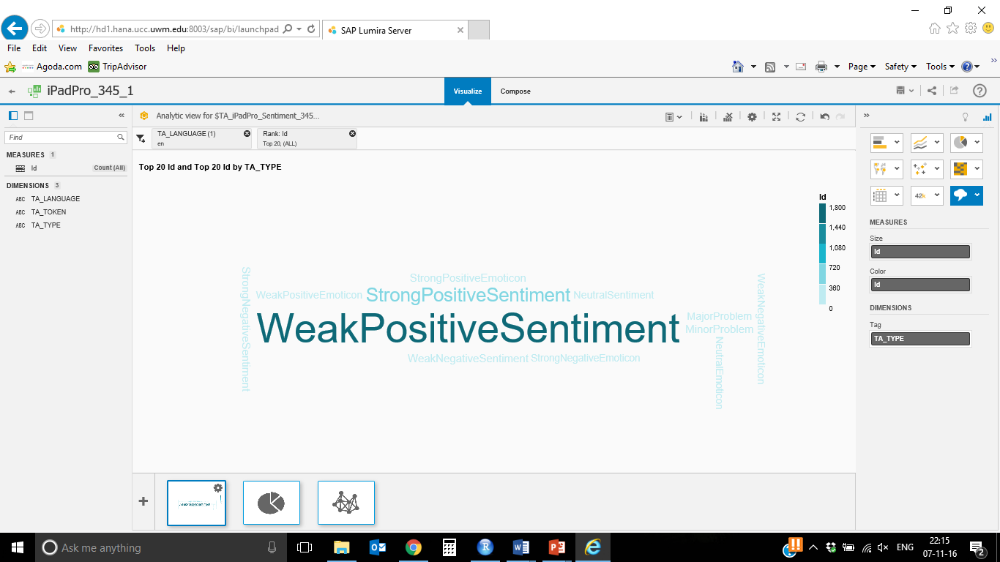 http://hd1.hana.ucc.uwm.edu:8003/sap/bi/launchpad
SAP Lumira Server
File Edit View Favorites Tools Help
Agoda.com TripAdvisor
Page Safety Tools
iPadPro_345_1
Visualize Compose
Analytic view for $TA_iPadPro_Sentiment_345...
Find
TA_LANGUAGE (1)
en
Rank: Id
Top 20, (ALL)
MEASURES 1
Id Count (All)
DIMENSIONS 3
ABC TA_LANGUAGE
ABC TA_TOKEN
ABC TA_TYPE
Top 20 Id and Top 20 Id by TA_TYPE
StrongNegativeSentiment
StrongPositiveEmoticon
WeakPositiveEmoticon
StrongPositiveSentiment
NeutralSentiment
WeakPositiveSentiment
MajorProblem
MinorProblem
WeakNegativeSentiment
StrongNegativeEmoticon
NeutralEmoticon
WeakNegativeEmoticon
Id
1,800
1,440
1,080
720
360
0
42k
MEASURES
Size
Id
Color
Id
DIMENSIONS
Tag
TA_TYPE
Ask me anything
ENG
22:15
07-11-16
2